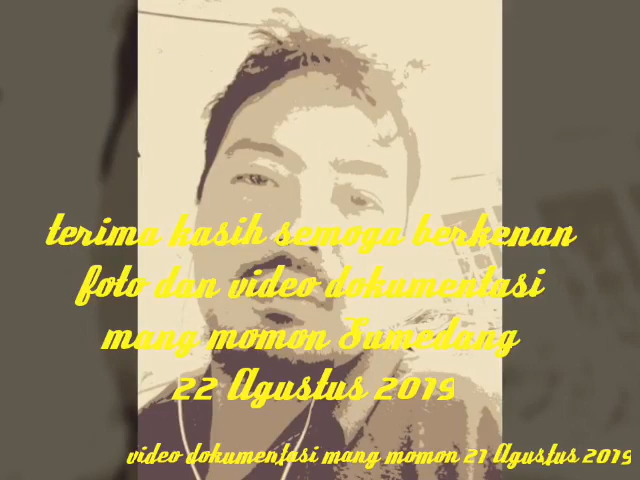 terima kasih semoga berkenan
foto dan video dokumentasi
mang momon Sumedang
22 Agustus 2019
video dokumentasi mang momon 21 Agustus 2019